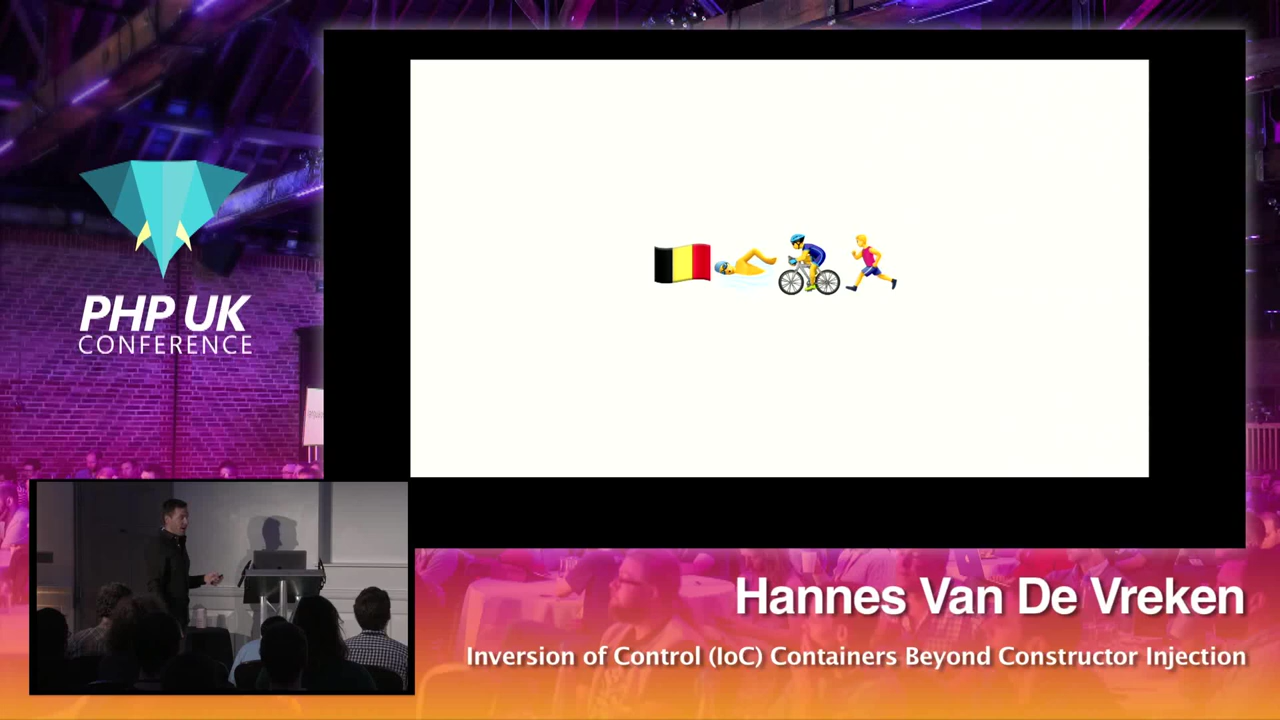 PHP UK
CONFERENCE
Hannes Van De Vreken
Inversion of Control (IoC) Containers Beyond Constructor Injection